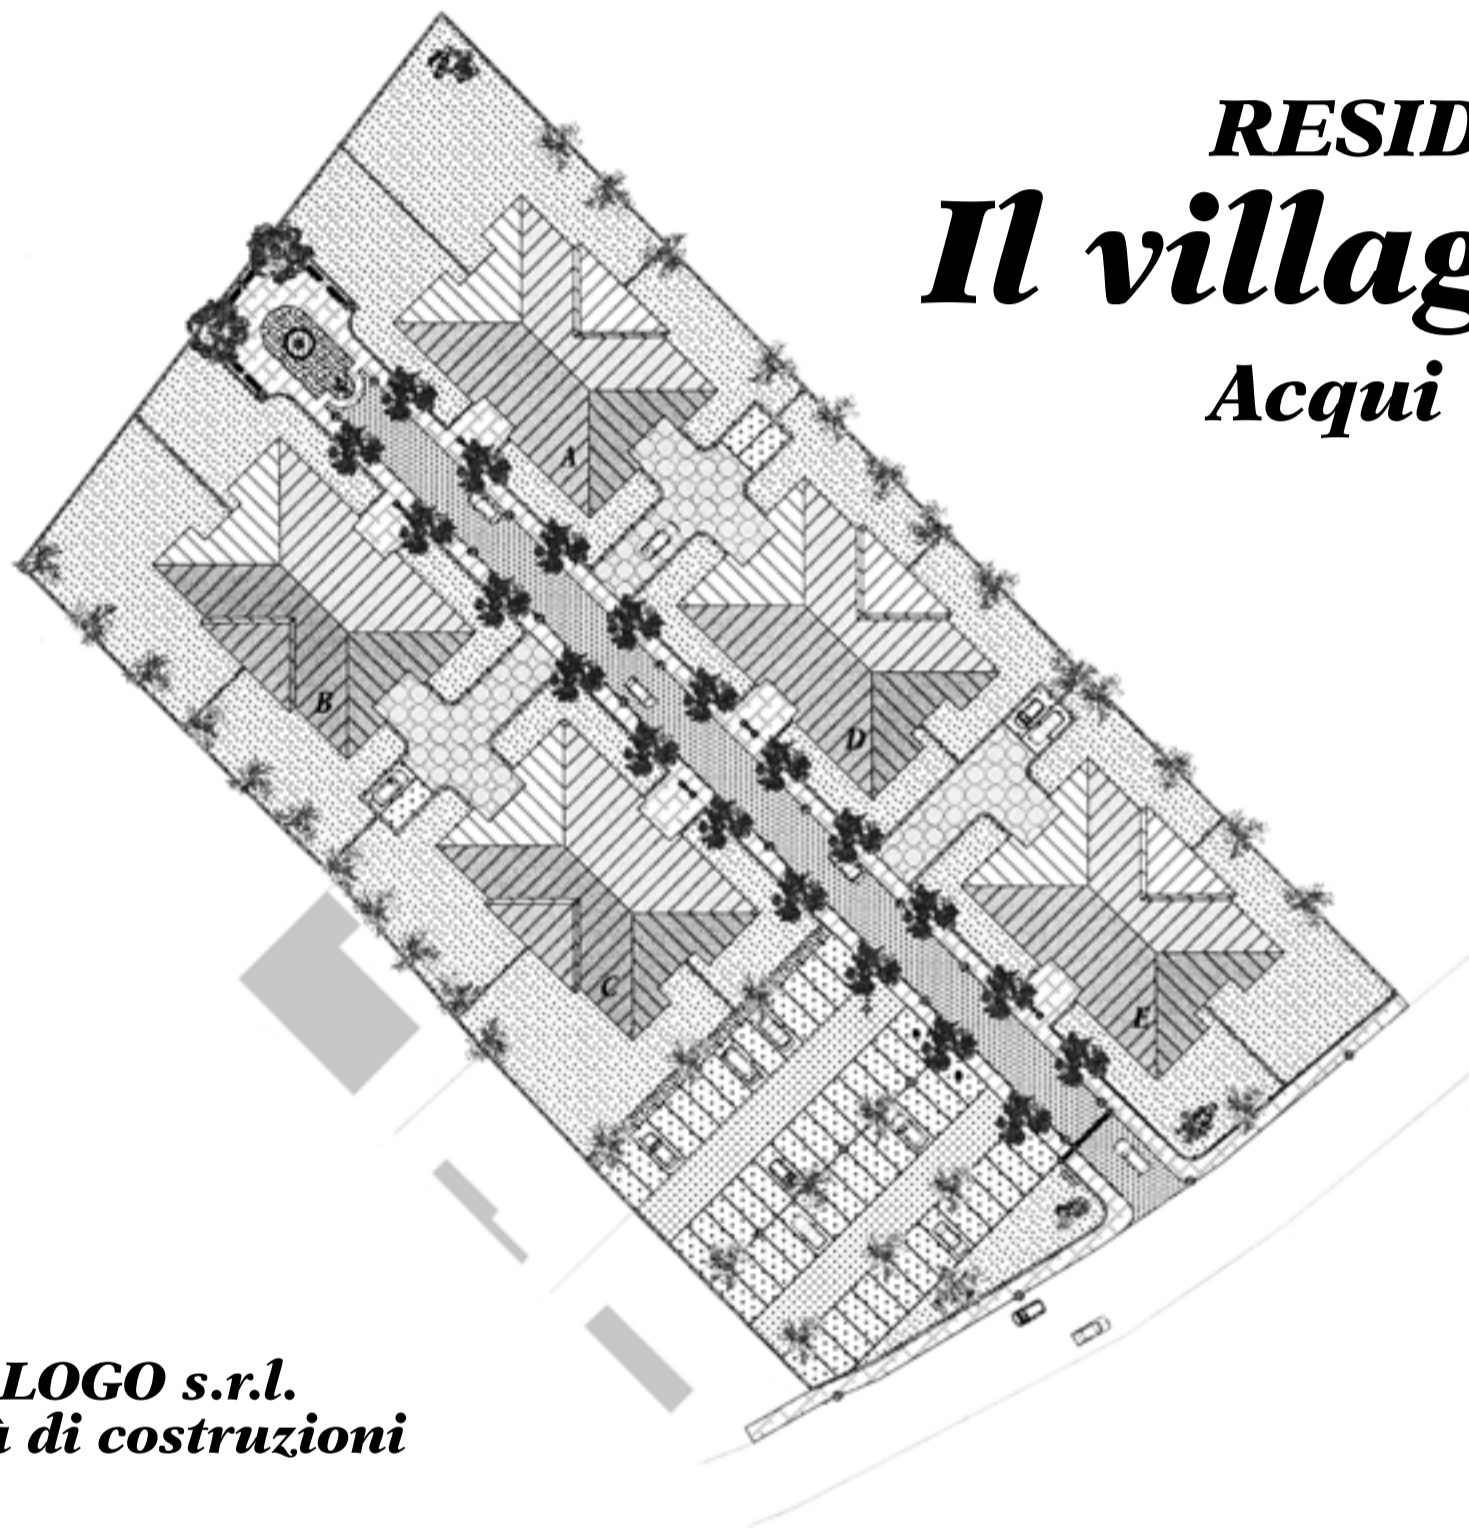 RESID
Il villag
Acqui
A
B
D
C
E
LOGO s.r.l.
à di costruzioni